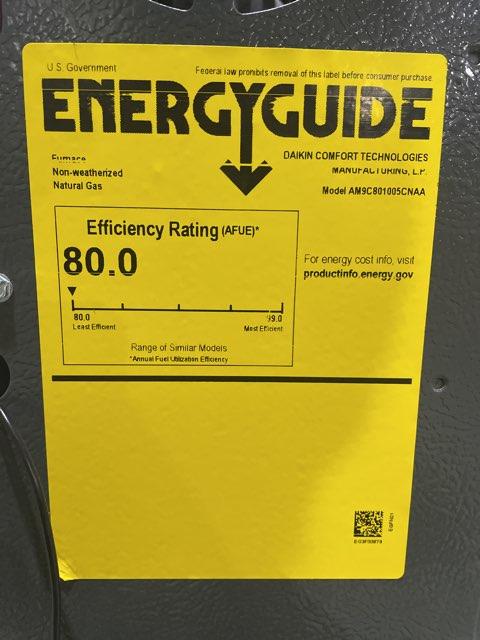 U.S. Government
Federal law prohibits removal of this label before consumer purchase.
ENERGYGUIDE
Furnace
Non-weatherized
Natural Gas
DAIKIN COMFORT TECHNOLOGIES
MANUFACTURING, L.P.
Model AM9C801005CNAA
Efficiency Rating (AFUE)*
80.0
80.0
Least Efficient
99.0
Most Efficient
Range of Similar Models
*Annual Fuel Utilization Efficiency
For energy cost info, visit
productinfo.energy.gov